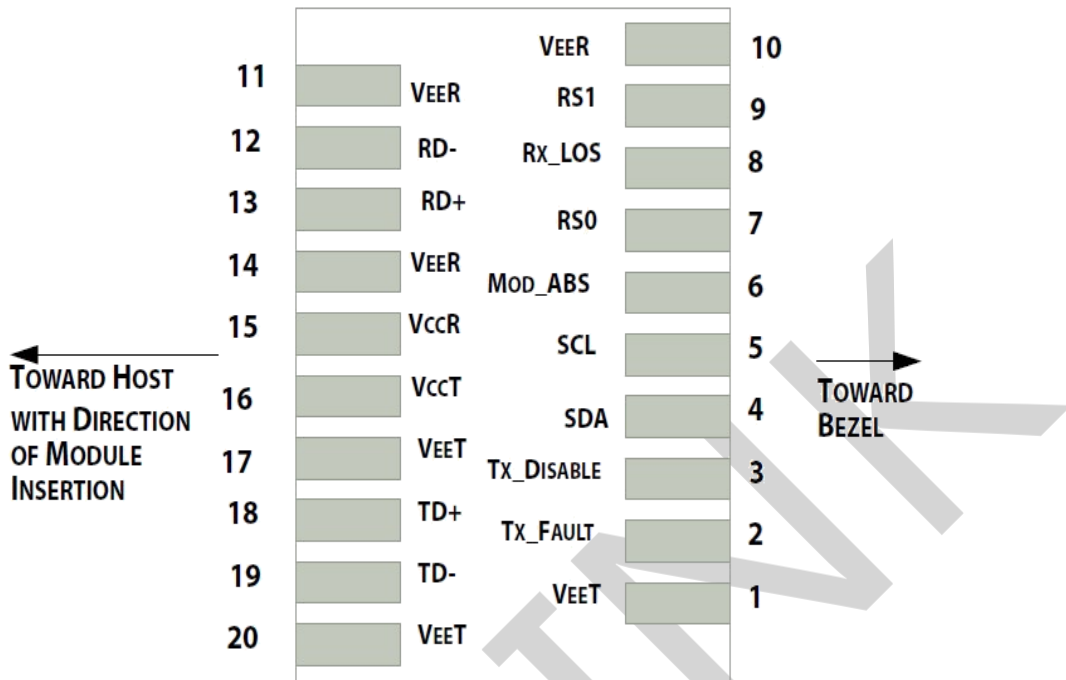 VEER 10
11 VEER
RS1 9
12 RD-
RX_LOS 8
13 RD+
RS0 7
14 VEER
MOD_ABS 6
15 VCCR
SCL 5
TOWARD HOST
WITH DIRECTION
OF MODULE
INSERTION
16 VCCT
TOWARD
BEZEL
SDA 4
17 VEET
TX_DISABLE 3
18 TD+
TX_FAULT 2
19 TD-
VEET 1
20 VEET